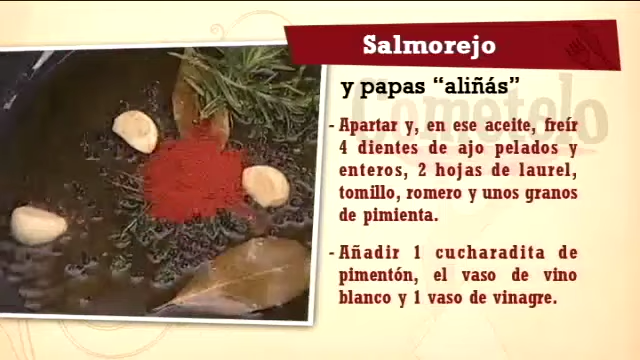 Salmorejo
y papas “aliñás”
Cometelo
- Apartar y, en ese aceite, freír
4 dientes de ajo pelados y
enteros, 2 hojas de laurel,
tomillo, romero y unos granos
de pimienta.
- Añadir 1 cucharadita de
pimentón, el vaso de vino
blanco y 1 vaso de vinagre.